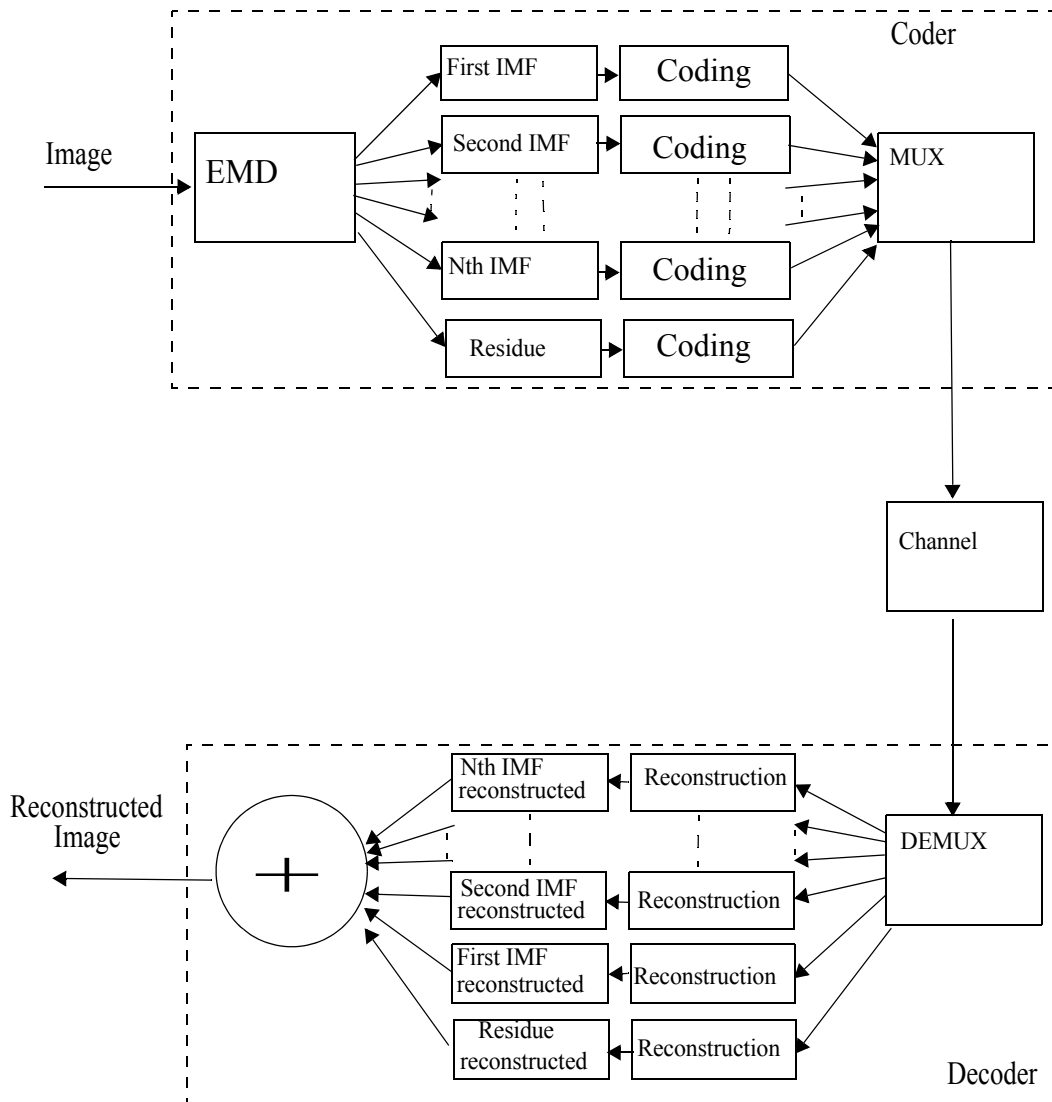 Coder
First IMF
Coding
Image
EMD
Second IMF
Coding
MUX
Nth IMF
Coding
Residue
Coding
Channel
Nth IMF
reconstructed
Reconstruction
Reconstructed
Image
+
DEMUX
Second IMF
reconstructed
Reconstruction
First IMF
reconstructed
Reconstruction
Residue
reconstructed
Reconstruction
Decoder